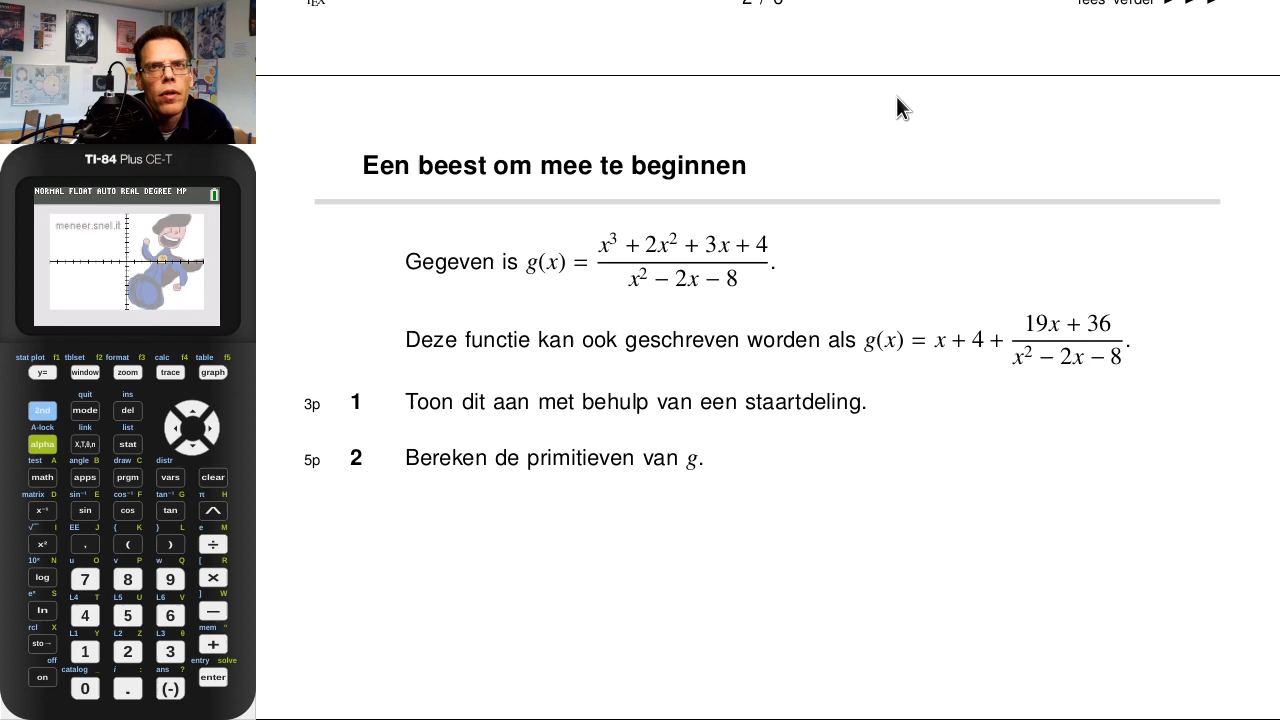 TEX 2 / 6 lees verder ►►►
Een beest om mee te beginnen
Gegeven is g(x) = (x³ + 2x² + 3x + 4)/(x² − 2x − 8).
Deze functie kan ook geschreven worden als g(x) = x + 4 + (19x + 36)/(x² − 2x − 8).
3p 1 Toon dit aan met behulp van een staartdeling.
5p 2 Bereken de primitieven van g.
TI-84 Plus CE-T
NORMAL FLOAT AUTO REAL DEGREE MP
meneer.snel.it
stat plot f1 tblset f2 format f3 calc f4 table f5
y= window zoom trace graph
quit ins
2nd mode del
A-lock link list
alpha X,T,θ,n stat
test A angle B draw C distr
math apps prgm vars clear
matrix D sin⁻¹ E cos⁻¹ F tan⁻¹ G π H
x⁻¹ sin cos tan ^
√ I EE J { K } L e M
x² , ( ) ÷
10ˣ N u O v P w Q [ R
log 7 8 9 ×
eˣ S L4 T L5 U L6 V ] W
ln 4 5 6 −
rcl X L1 Y L2 Z L3 θ mem "
sto→ 1 2 3 +
off catalog _ i : ans ? entry solve
on 0 . (-) enter